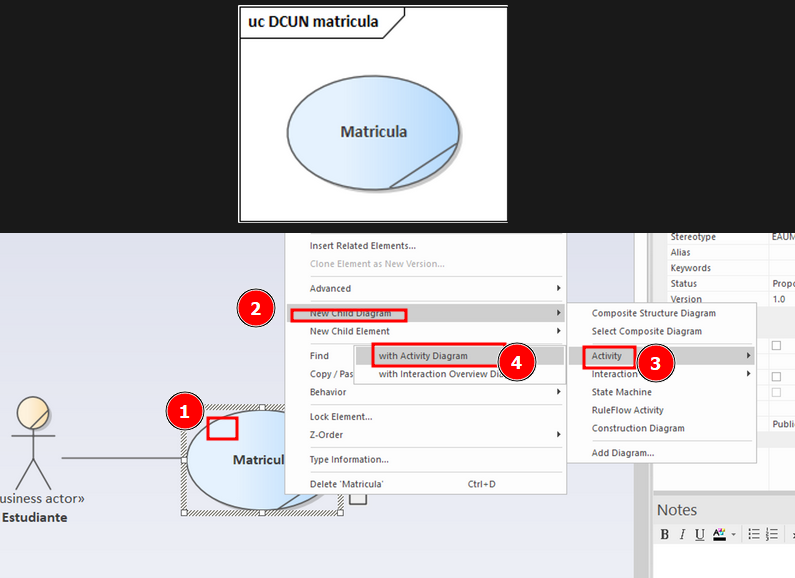 uc DCUN matricula
Matricula
Insert Related Elements...
Clone Element as New Version...
Advanced
2
New Child Diagram
New Child Element
Find
with Activity Diagram
4
Copy / Pas
with Interaction Overview Di
Behavior
Lock Element...
Z-Order
Type Information...
Delete 'Matricula'
Ctrl+D
Composite Structure Diagram
Select Composite Diagram
Activity
3
Interaction
State Machine
RuleFlow Activity
Construction Diagram
Add Diagram...
1
Matricul
usiness actor»
Estudiante
Stereotype
EAUM
Alias
Keywords
Status
Propo
Version
1.0
Public
Notes
B I U A